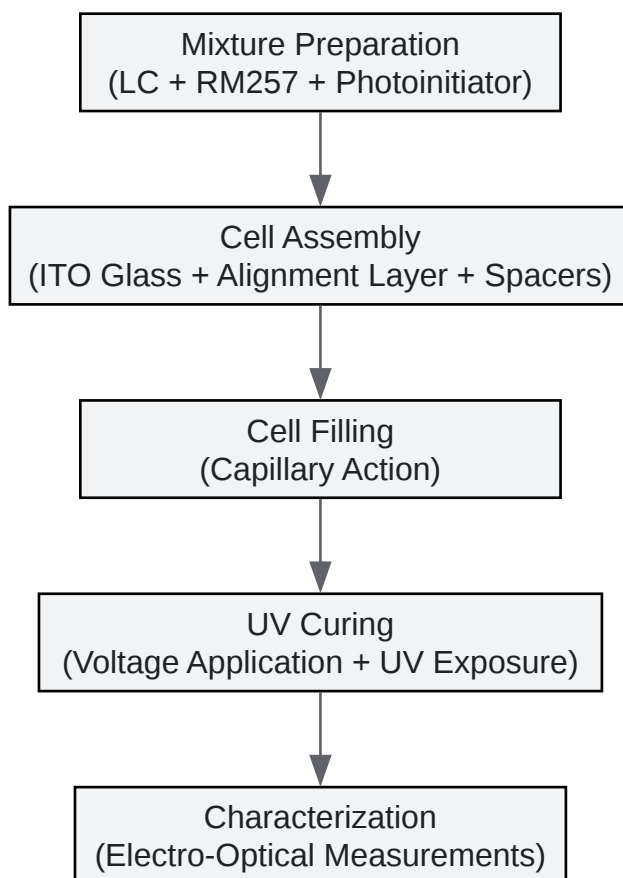 Mixture Preparation
(LC + RM257 + Photoinitiator)
Cell Assembly
(ITO Glass + Alignment Layer + Spacers)
Cell Filling
(Capillary Action)
UV Curing
(Voltage Application + UV Exposure)
Characterization
(Electro-Optical Measurements)